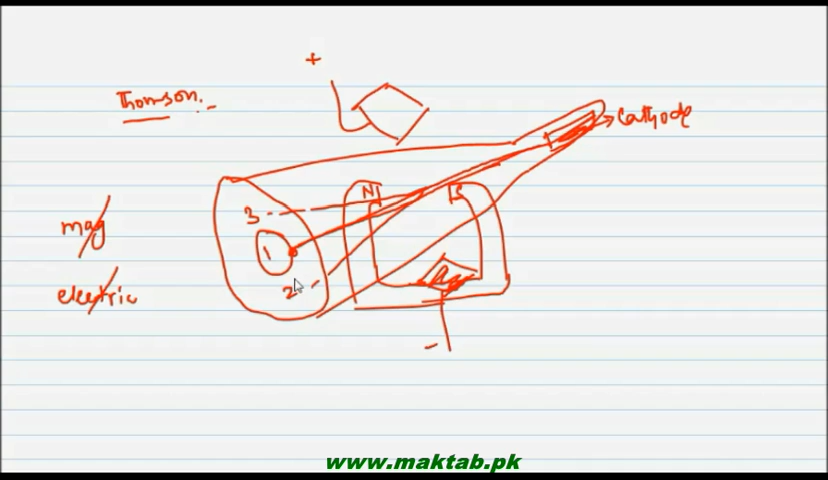 +
Thomson.
Cathode
N
S
3
mag
1
2
electric
-
www.maktab.pk